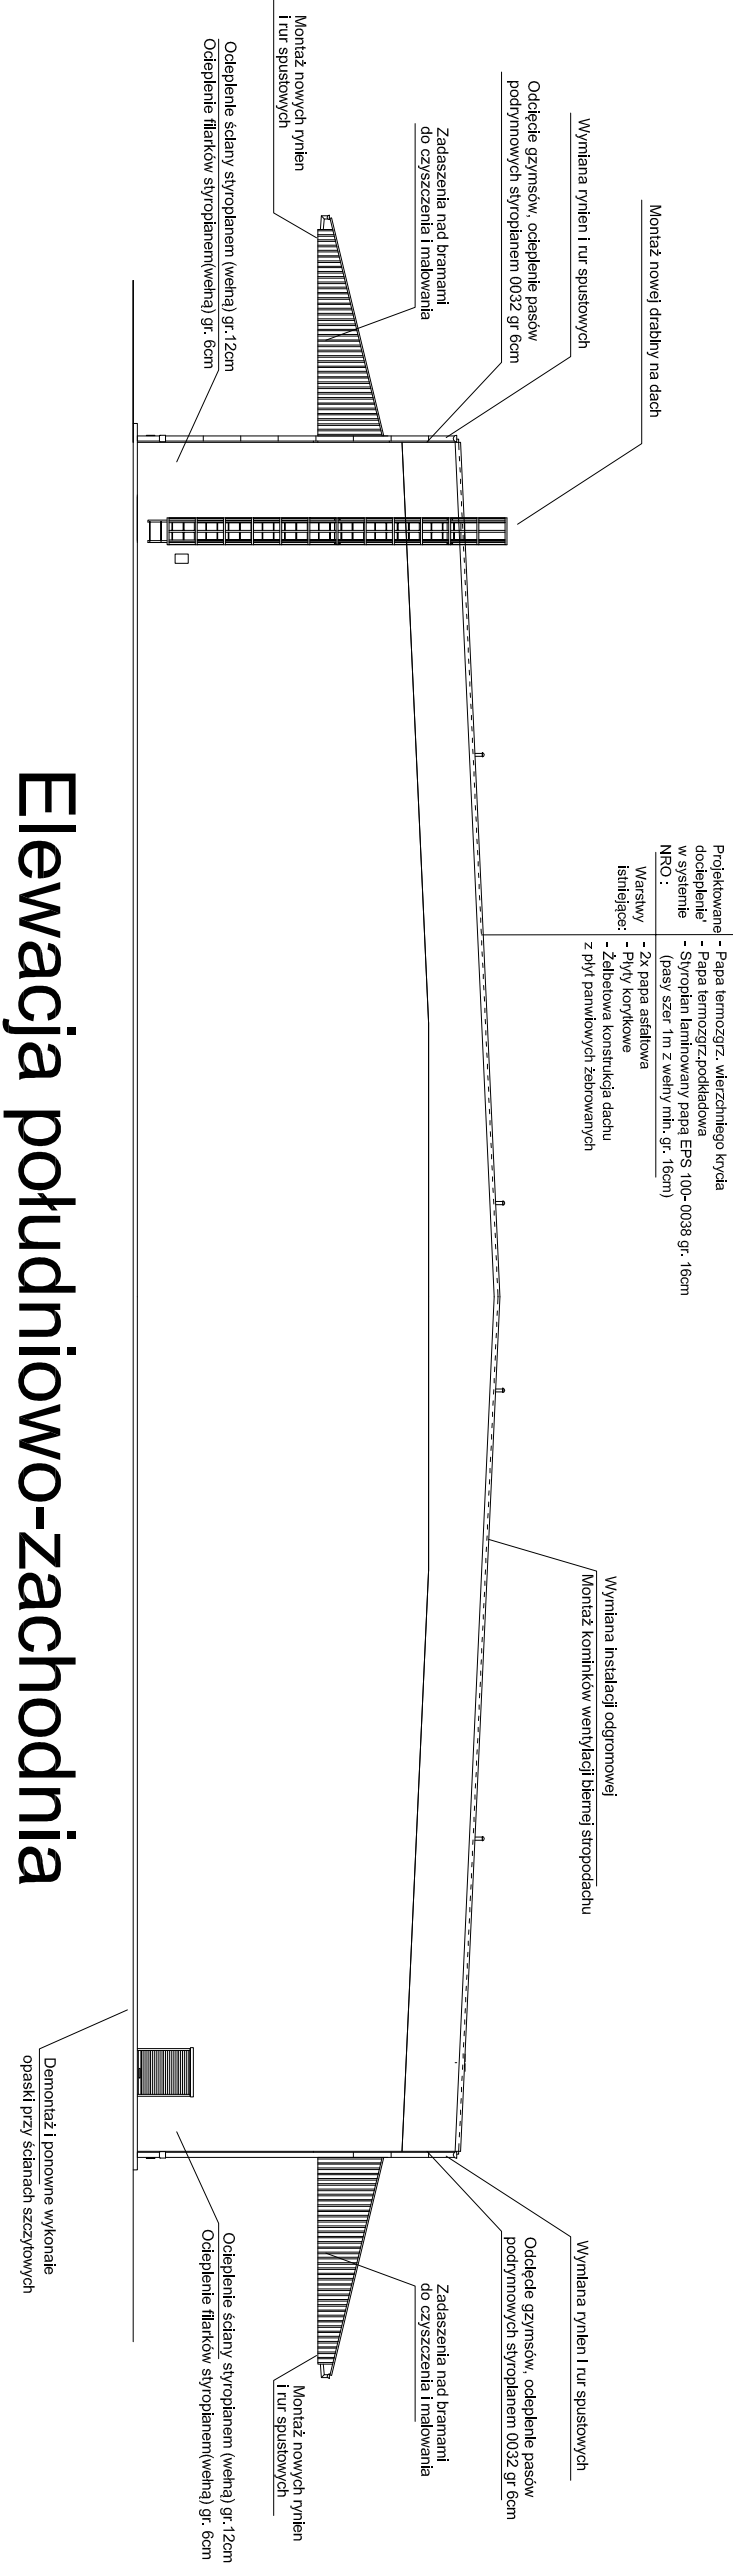 Montaż nowych rynien
i rur spustowych
Ocieplenie ściany styropianem (wełną) gr.12cm
Ocieplenie filarków styropianem(wełną) gr. 6cm
Zadaszenia nad bramami
do czyszczenia i malowania
Odcięcie gzymsów, ocieplenie pasów
podrynnowych styropianem 0032 gr 6cm
Wymiana rynien i rur spustowych
Montaż nowej drabiny na dach
Projektowane
docieplenie'
w systemie
NRO :
- Papa termozgrz. wierzchniego krycia
- Papa termozgrz.podkładowa
- Styropian laminowany papą EPS 100- 0038 gr. 16cm
(pasy szer 1m z wełny min. gr. 16cm)
Warstwy
istniejące:
- 2x papa asfaltowa
- Płyty korytkowe
- Żelbetowa konstrukcja dachu
z płyt panwiowych żebrowanych
Wymiana instalacji odgromowej
Montaż kominków wentylacji biernej stropodachu
Wymiana rynien i rur spustowych
Odcięcie gzymsów, ocieplenie pasów
podrynnowych styropianem 0032 gr 6cm
Zadaszenia nad bramami
do czyszczenia i malowania
Montaż nowych rynien
i rur spustowych
Ocieplenie ściany styropianem (wełną) gr.12cm
Ocieplenie filarków styropianem(wełną) gr. 6cm
Demontaż i ponowne wykonaie
opaski przy ścianach szczytowych
Elewacja południowo-zachodnia